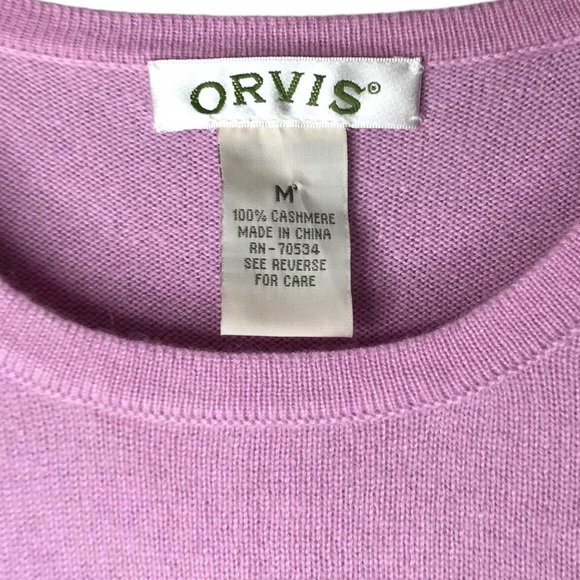 ORVIS®
M
100% CASHMERE
MADE IN CHINA
RN-70534
SEE REVERSE
FOR CARE